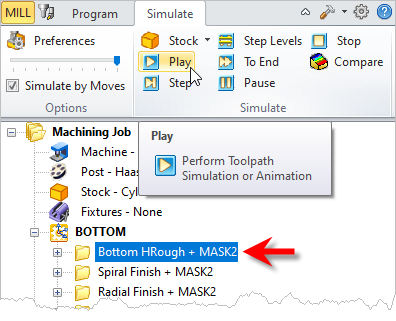 MILL Program Simulate
Preferences
Simulate by Moves
Options
Stock Step Levels Stop
Play To End Compare
Step Pause
Simulate
Machining Job
Machine -
Post - Haas
Stock - Cyl
Fixtures - None
BOTTOM
Bottom HRough + MASK2
Spiral Finish + MASK2
Radial Finish + MASK2
Play
Perform Toolpath
Simulation or Animation